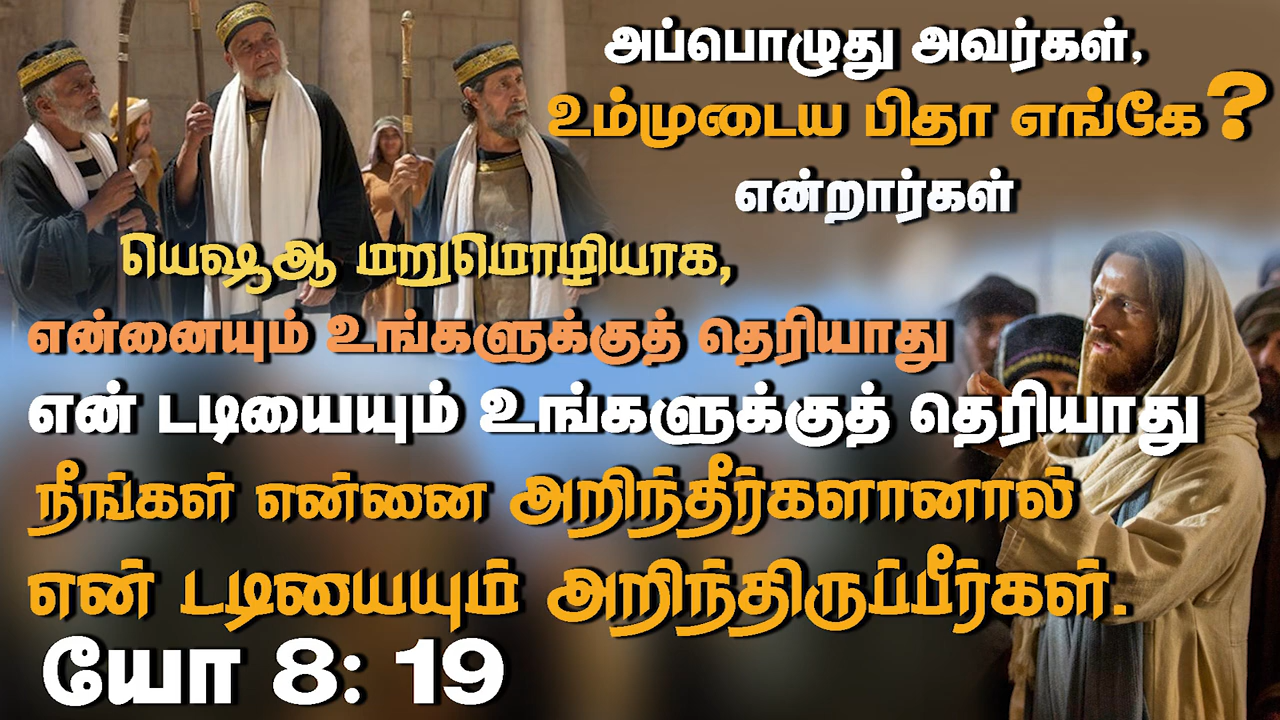 அப்பொழுது அவர்கள்,
உம்முடைய பிதா எங்கே?
என்றார்கள்
யெஷூஆ மறுமொழியாக,
என்னையும் உங்களுக்குத் தெரியாது
என் டடியையும் உங்களுக்குத் தெரியாது
நீங்கள் என்னை அறிந்தீர்களானால்
என் டடியையும் அறிந்திருப்பீர்கள்.
யோ 8: 19